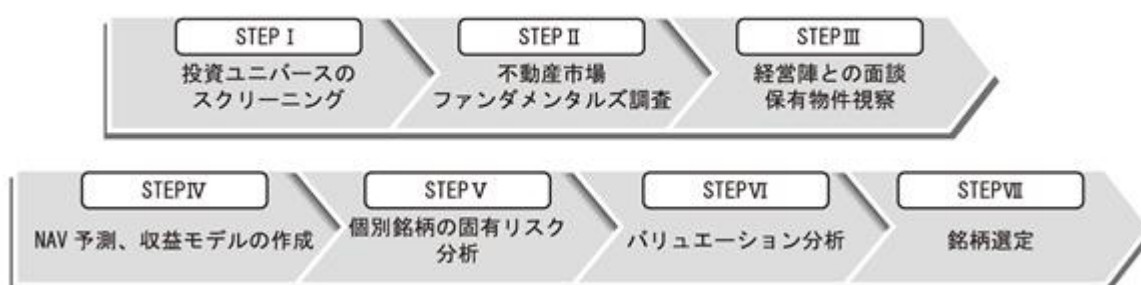 STEP Ⅰ
投資ユニバースの
スクリーニング
STEP Ⅱ
不動産市場
ファンダメンタルズ調査
STEP Ⅲ
経営陣との面談
保有物件視察
STEP Ⅳ
NAV 予測、収益モデルの作成
STEP Ⅴ
個別銘柄の固有リスク
分析
STEP Ⅵ
バリュエーション分析
STEP Ⅶ
銘柄選定